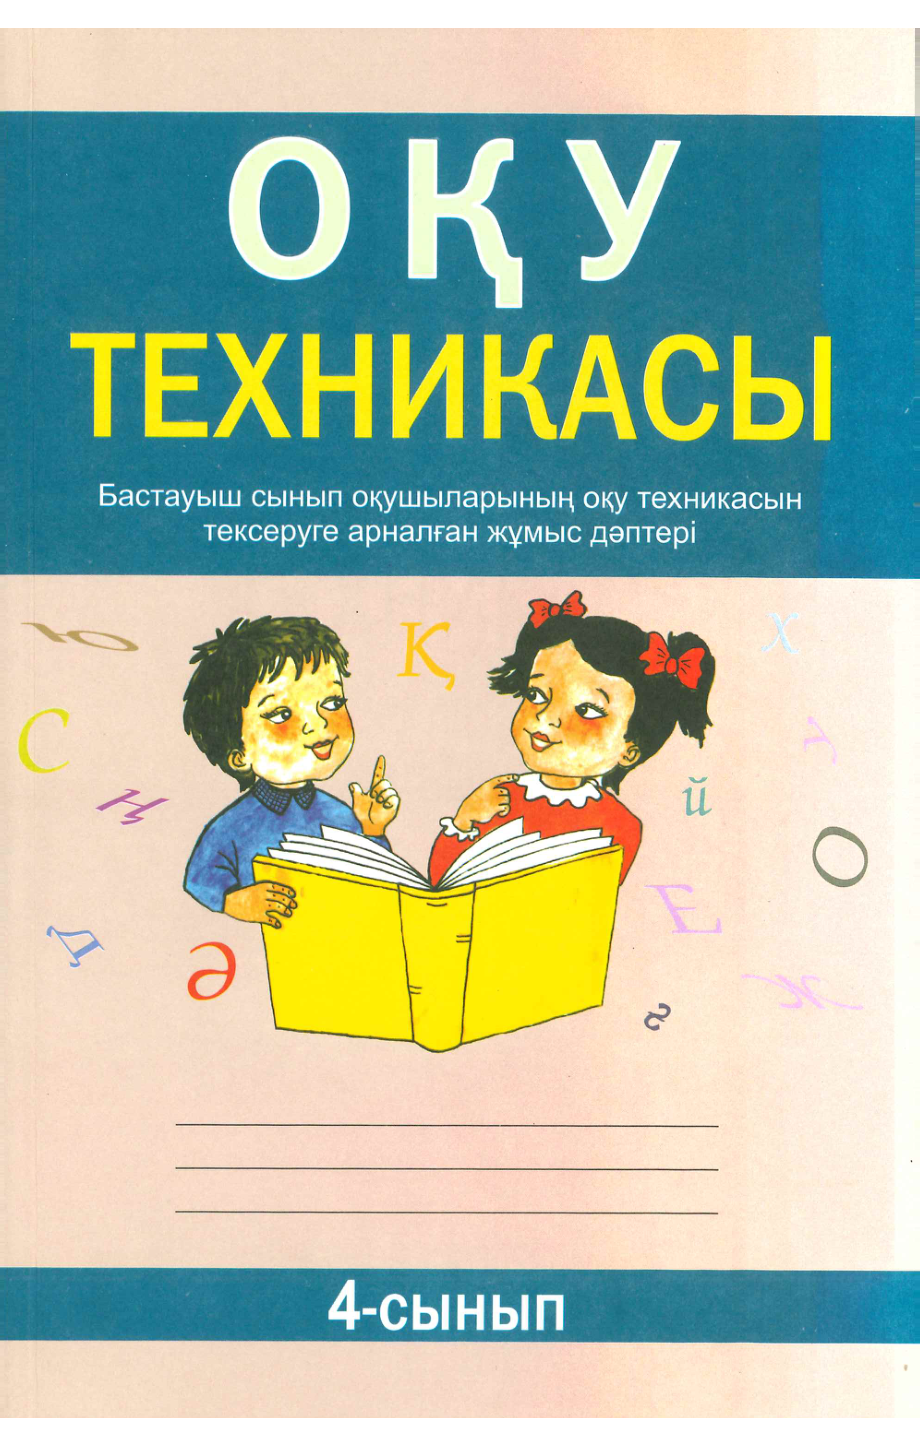 ОҚУ
ТЕХНИКАСЫ
Бастауыш сынып оқушыларының оқу техникасын
тексеруге арналған жұмыс дәптері
Ю
Қ
Х
С
У
Ң
Й
О
Е
Д
Ә
Ж
ғ
4-сынып